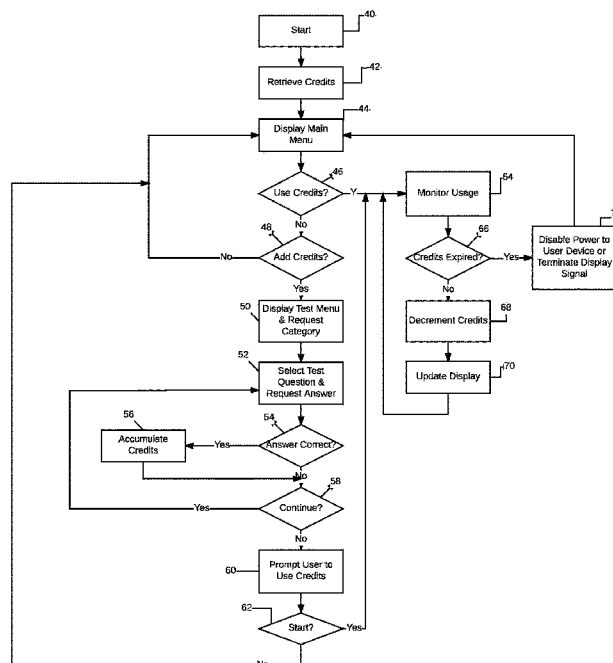 40
Start
42
Retrieve Credits
44
Display Main
Menu
46
Use Credits?
Y
No
48
Add Credits?
No
Yes
50
Display Test Menu
& Request
Category
52
Select Test
Question &
Request Answer
54
Answer Correct?
Yes
No
56
Accumulate
Credits
58
Continue?
Yes
No
60
Prompt User to
Use Credits
62
Start?
Yes
64
Monitor Usage
66
Credits Expired?
Yes
No
68
Decrement Credits
70
Update Display
Disable Power to
User Device or
Terminate Display
Signal